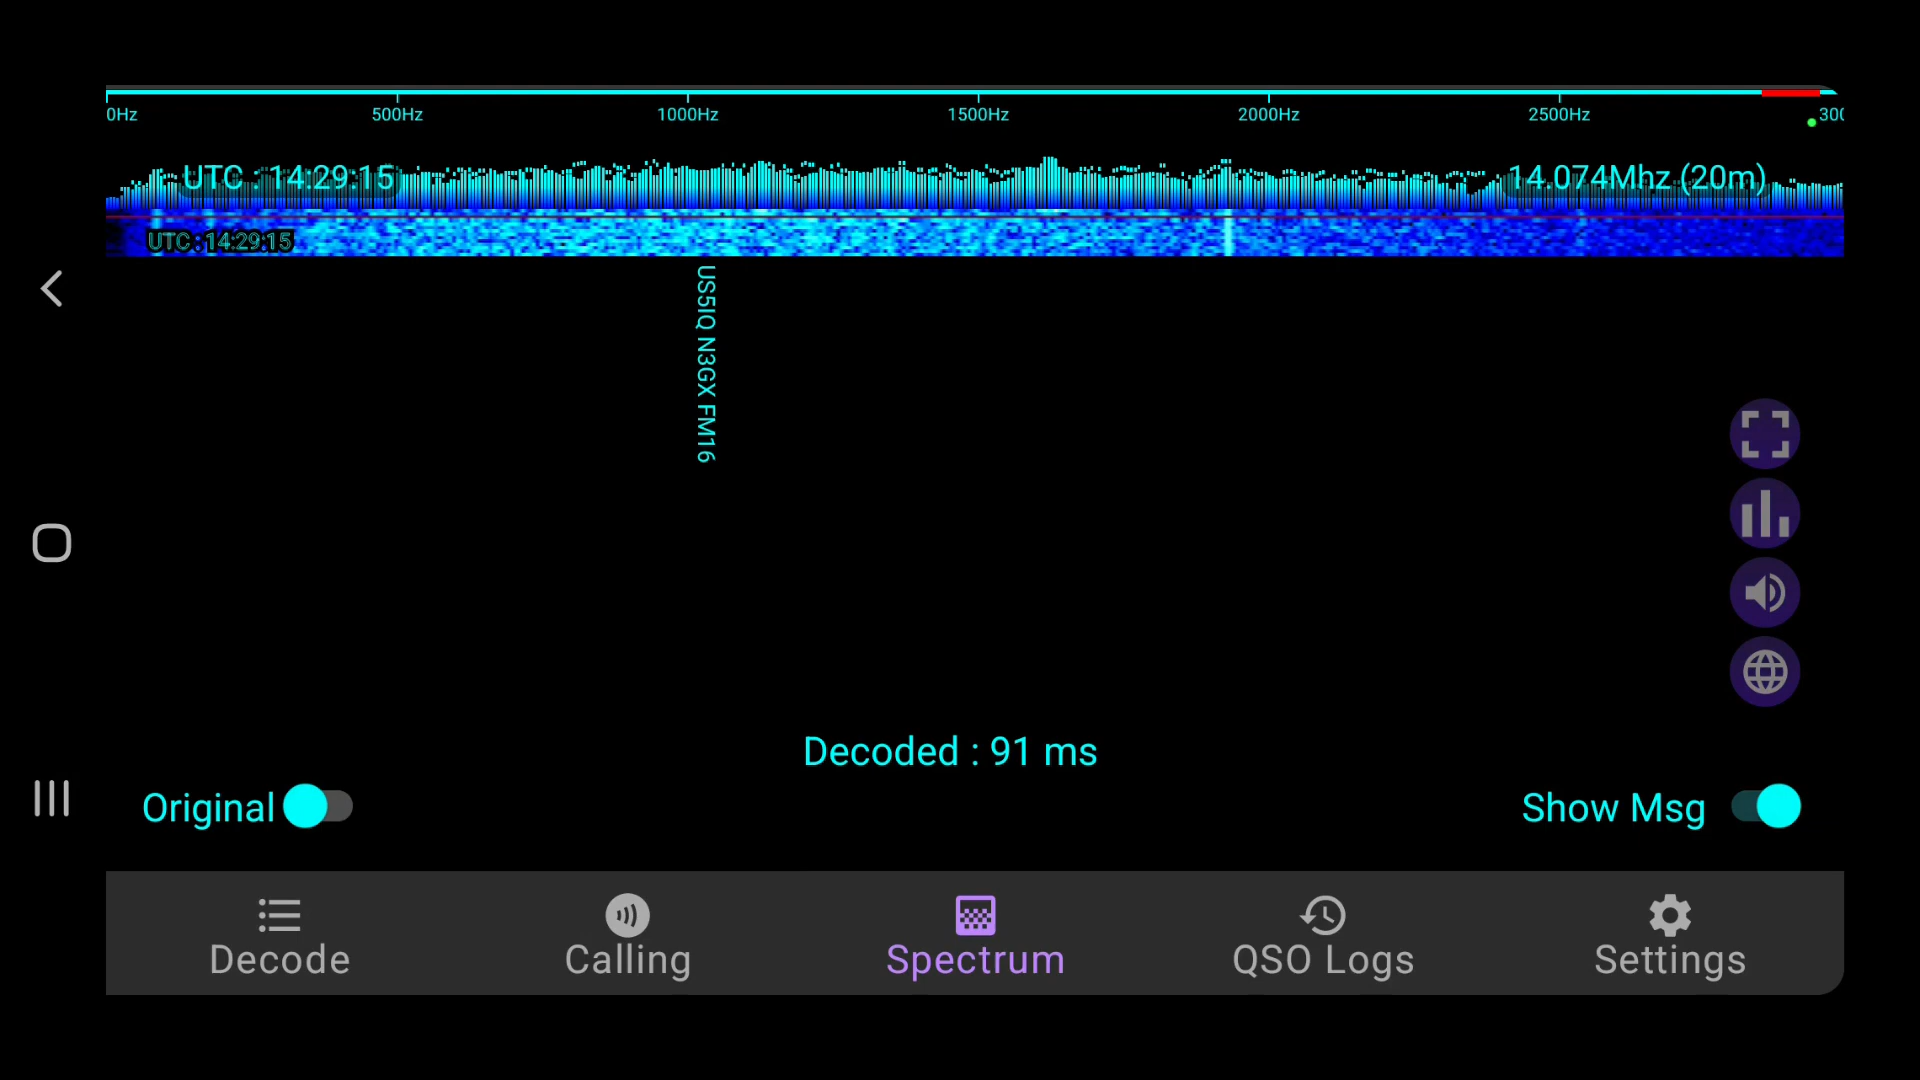 0Hz 500Hz 1000Hz 1500Hz 2000Hz 2500Hz 300
UTC : 14:29:15 14.074Mhz (20m)
UTC : 14:29:15
US5IQ N3GX FM16
Decoded : 91 ms
Original Show Msg
Decode Calling Spectrum QSO Logs Settings